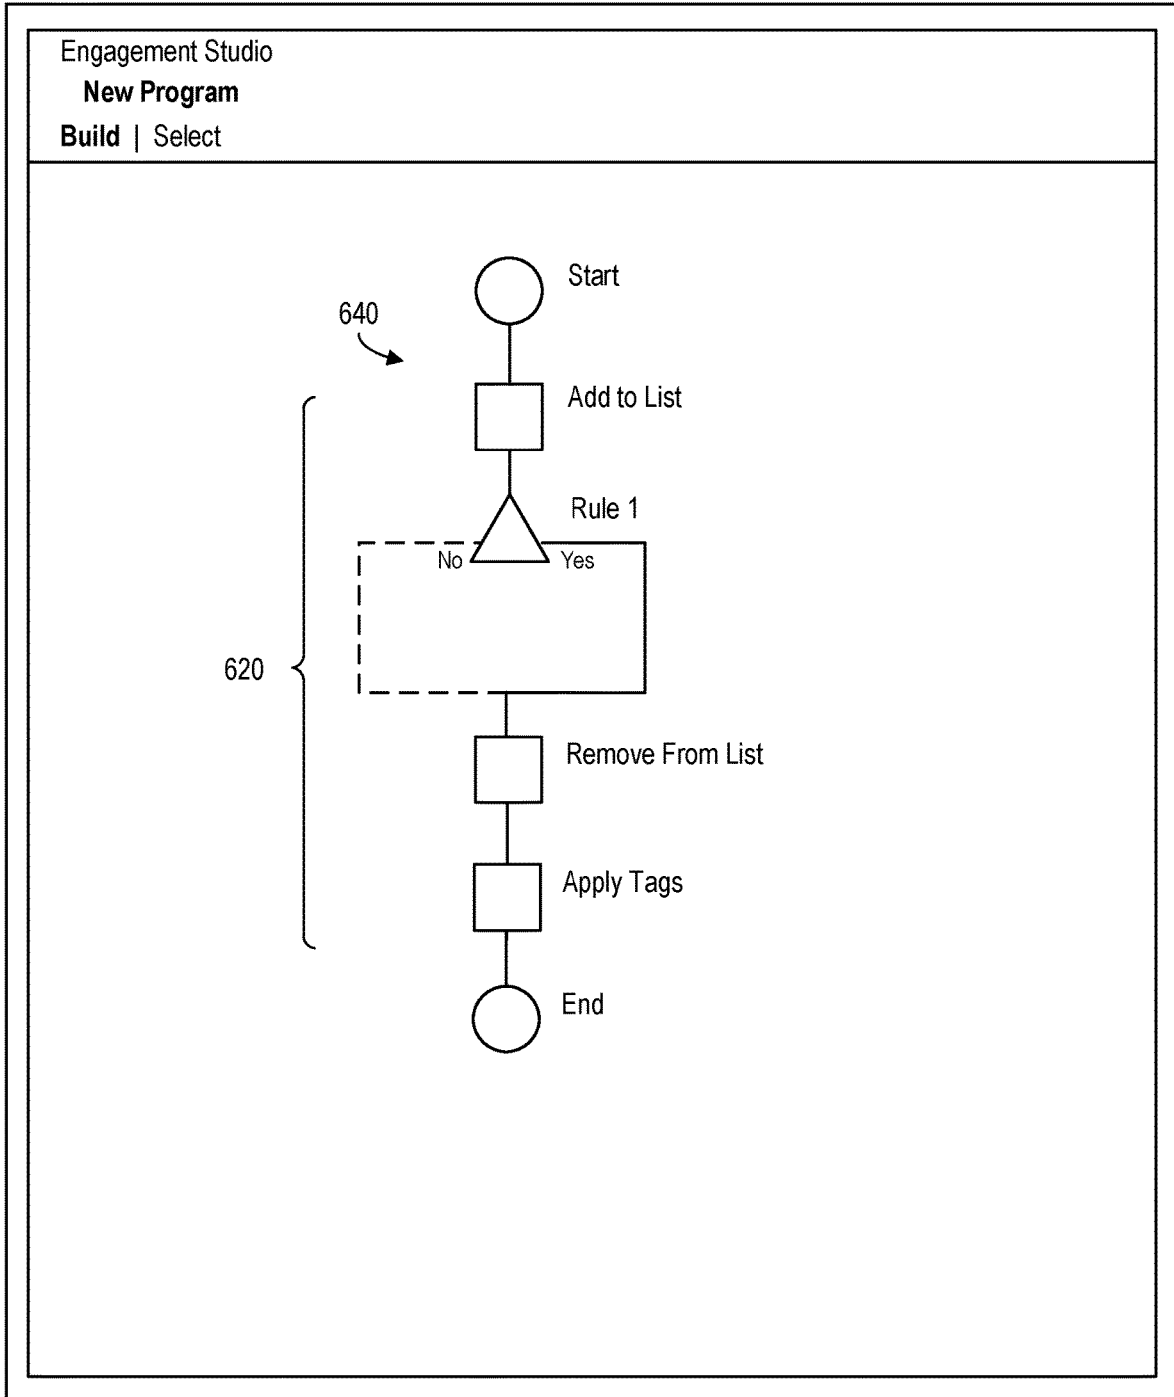 Engagement Studio
New Program
Build | Select
Start
640
Add to List
Rule 1
No
Yes
620
Remove From List
Apply Tags
End